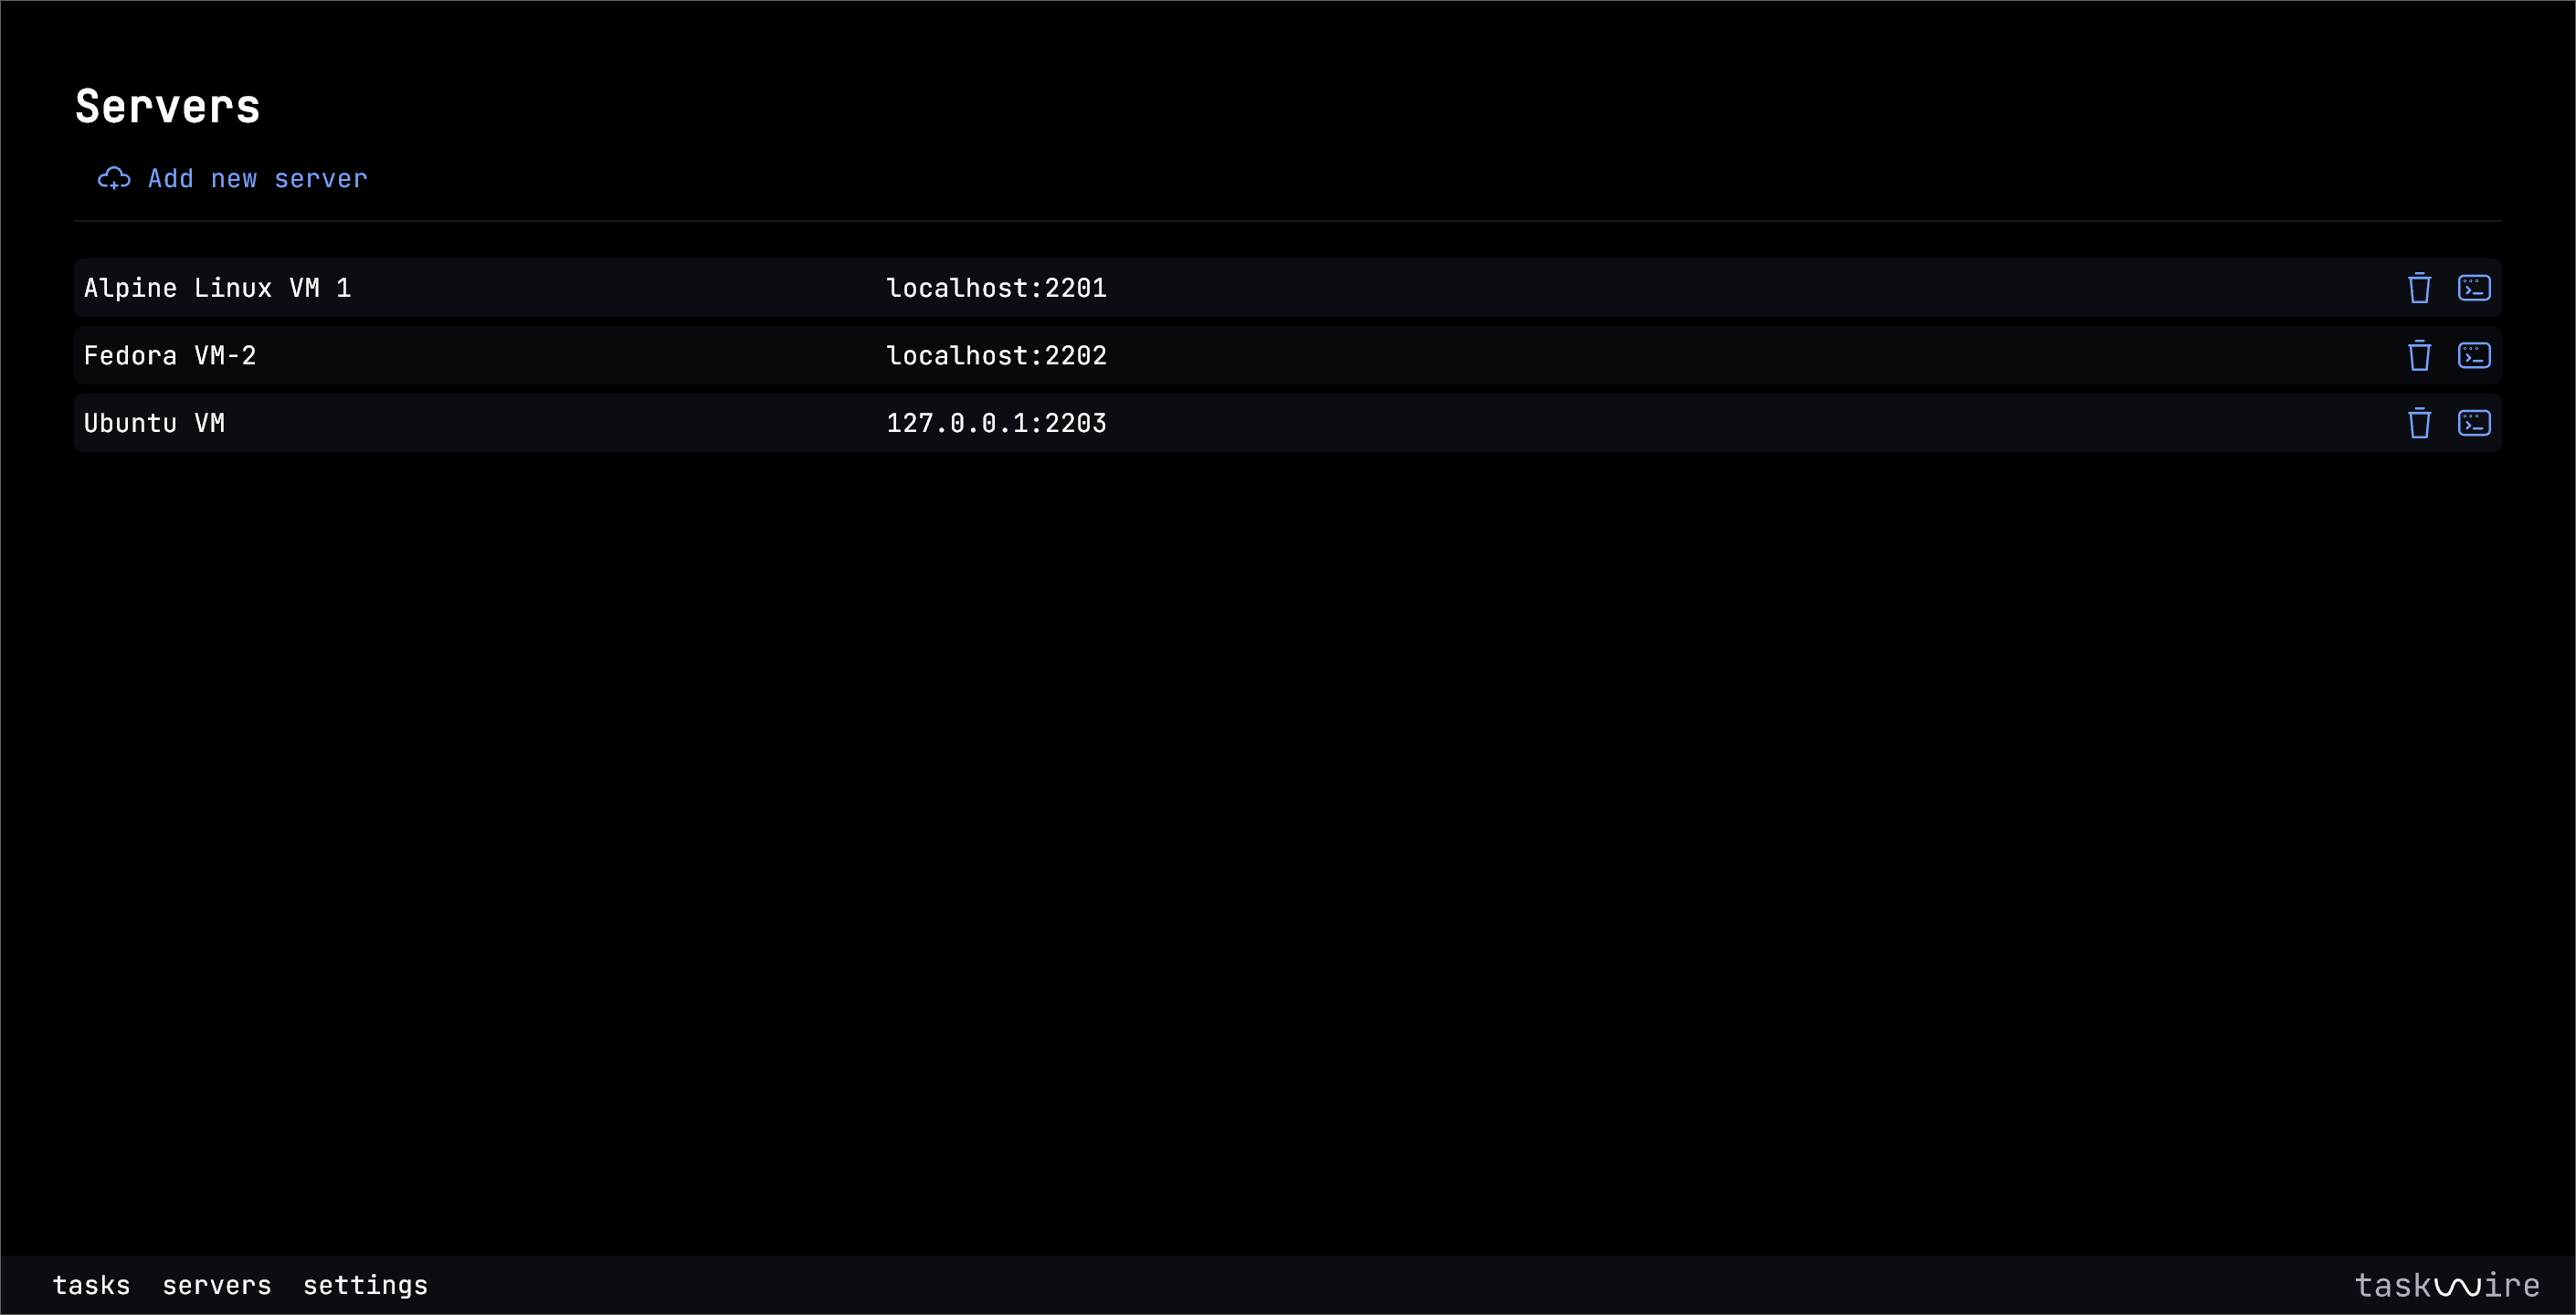 Servers
Add new server
Alpine Linux VM 1 localhost:2201
Fedora VM-2 localhost:2202
Ubuntu VM 127.0.0.1:2203
tasks servers settings taskwire